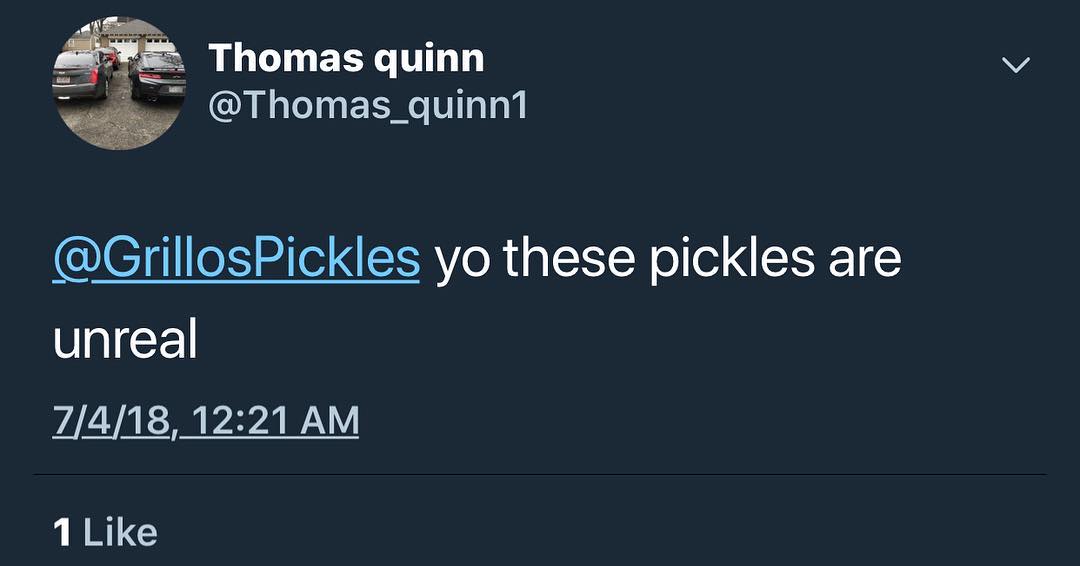 Thomas quinn
@Thomas_quinn1
@GrillosPickles yo these pickles are
unreal
7/4/18, 12:21 AM
1 Like